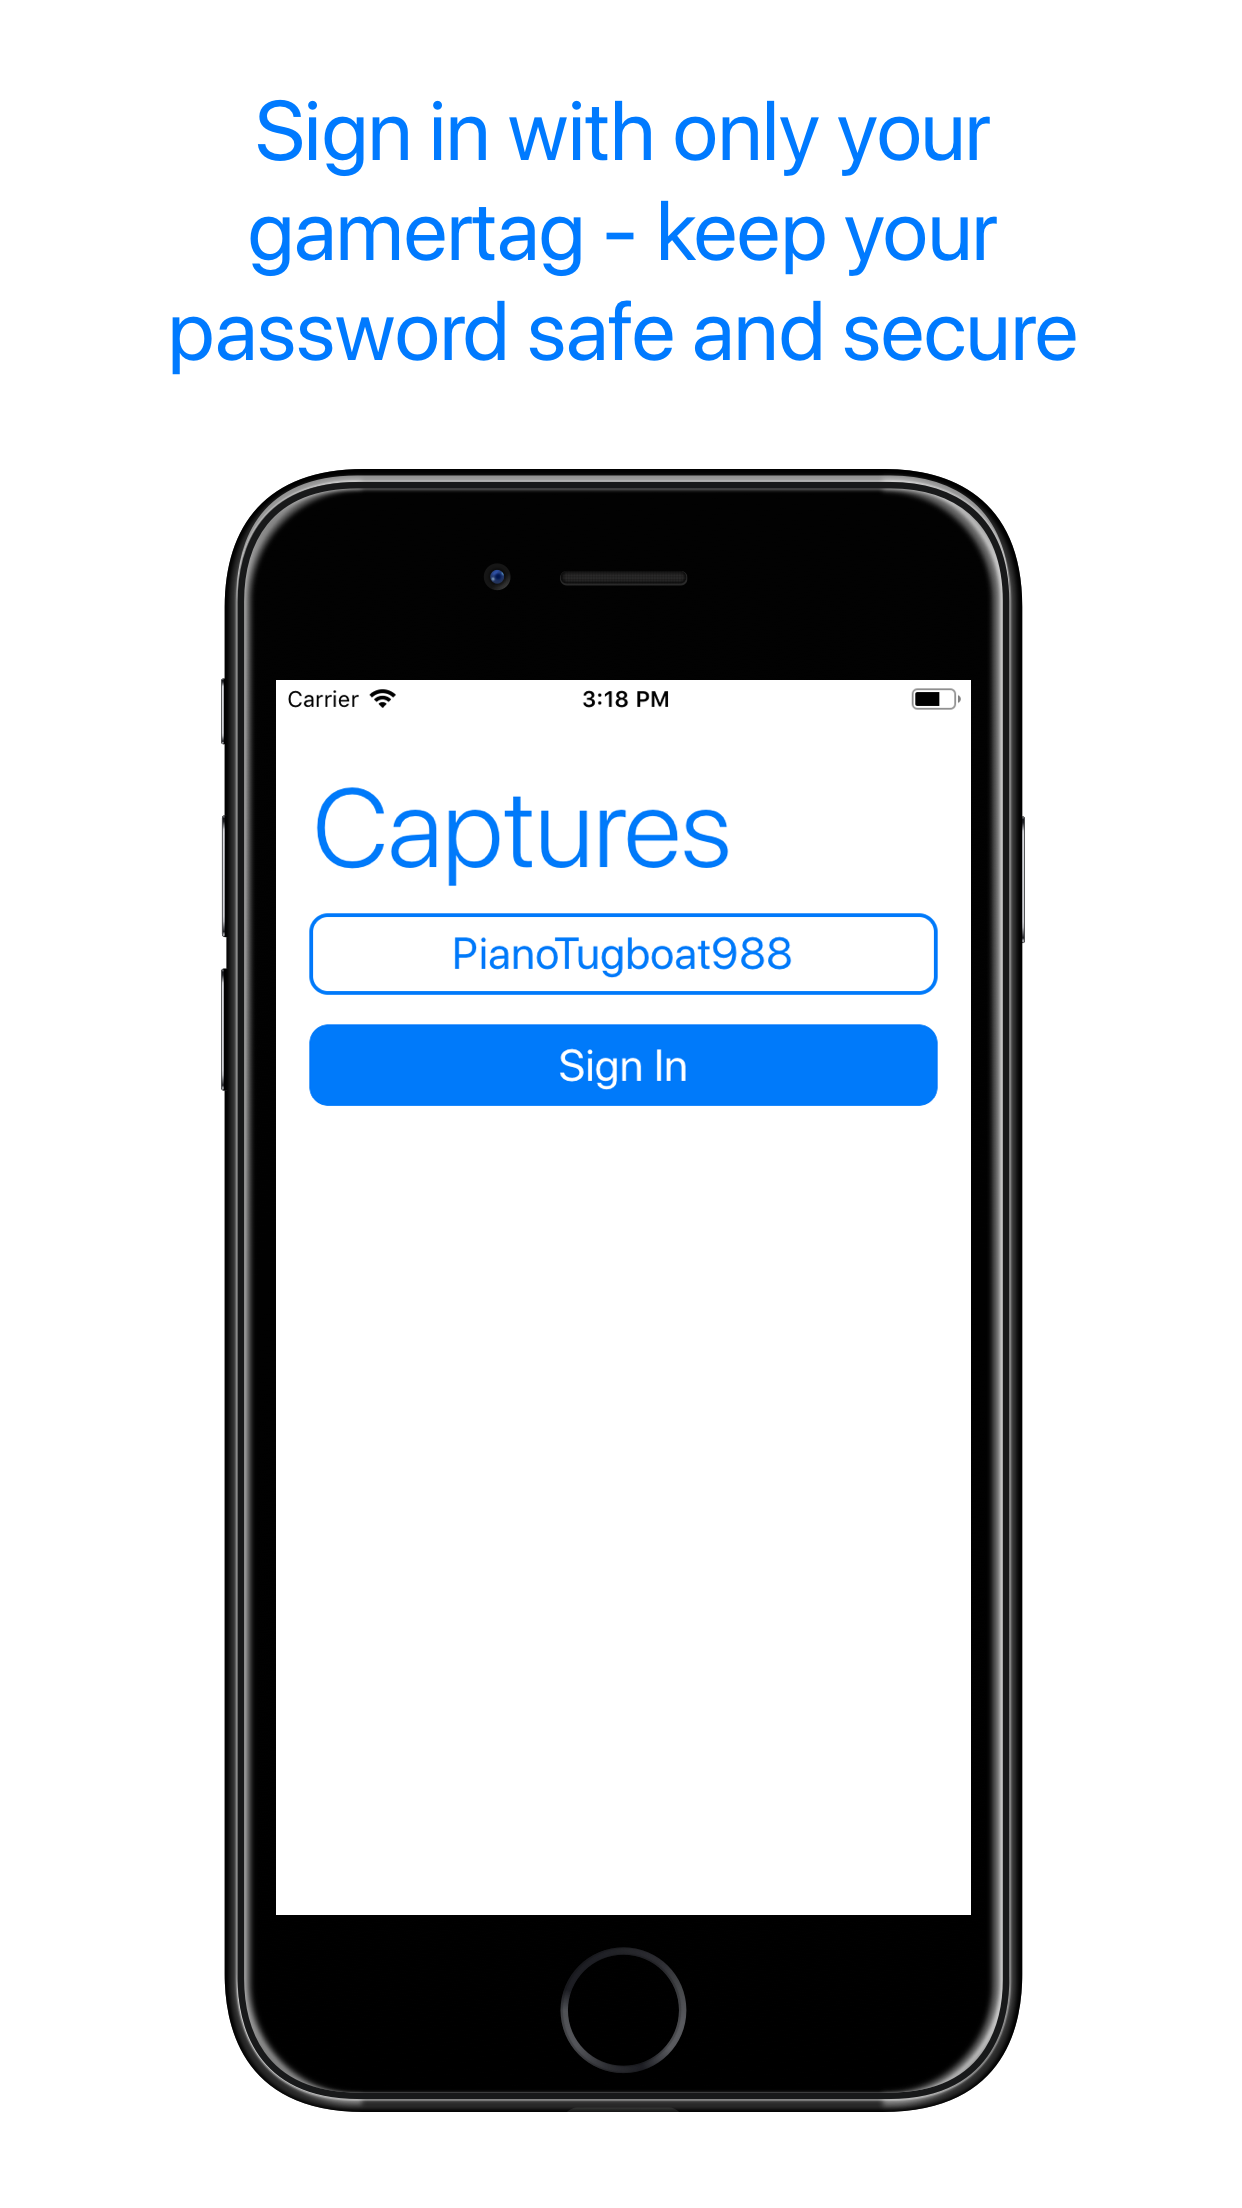 Sign in with only your
gamertag - keep your
password safe and secure
Carrier 3:18 PM
Captures
PianoTugboat988
Sign In